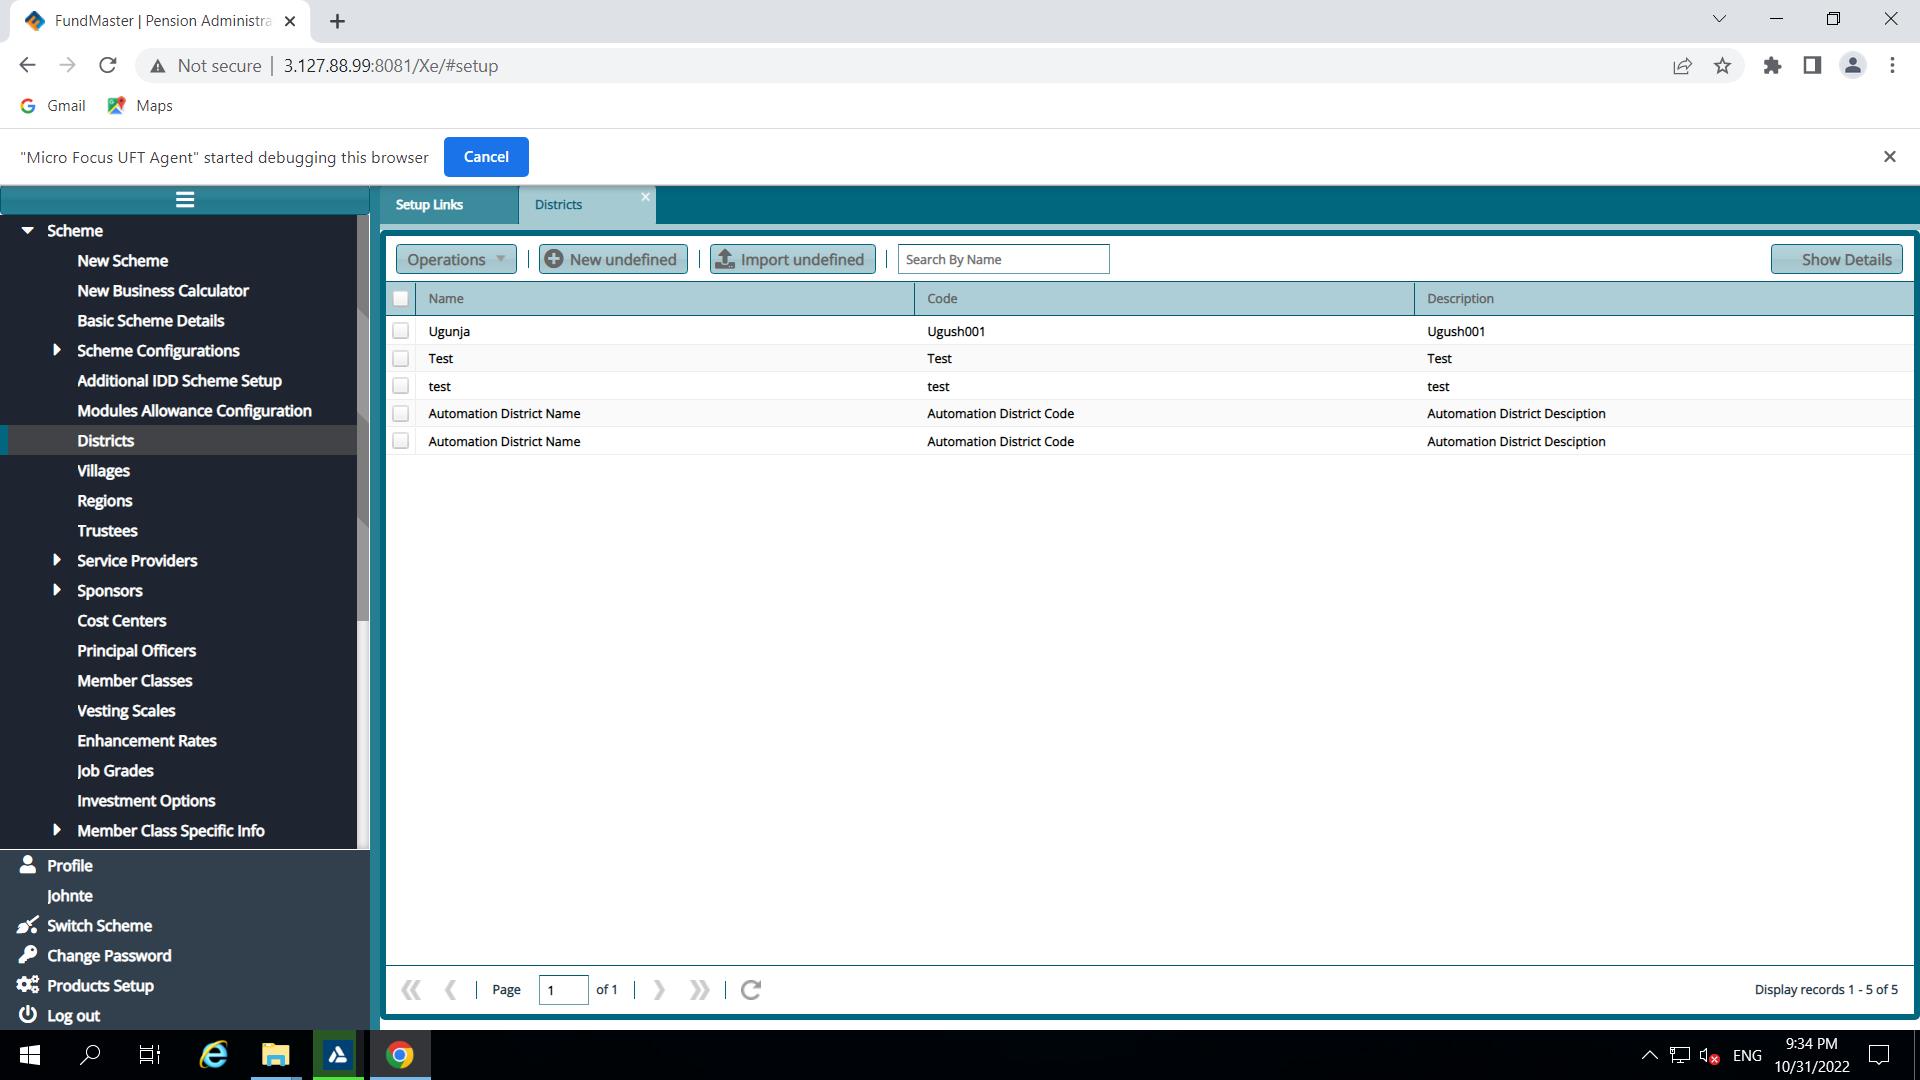 FundMaster | Pension Administra
Not secure | 3.127.88.99:8081/Xe/#setup
Gmail Maps
"Micro Focus UFT Agent" started debugging this browser Cancel
Setup Links Districts
Scheme
New Scheme
New Business Calculator
Basic Scheme Details
Scheme Configurations
Additional IDD Scheme Setup
Modules Allowance Configuration
Districts
Villages
Regions
Trustees
Service Providers
Sponsors
Cost Centers
Principal Officers
Member Classes
Vesting Scales
Enhancement Rates
Job Grades
Investment Options
Member Class Specific Info
Profile
Johnte
Switch Scheme
Change Password
Products Setup
Log out
Operations New undefined Import undefined Search By Name Show Details
Name Code Description
Ugunja Ugush001 Ugush001
Test Test Test
test test test
Automation District Name Automation District Code Automation District Desciption
Automation District Name Automation District Code Automation District Desciption
Page 1 of 1 Display records 1 - 5 of 5
ENG
9:34 PM
10/31/2022